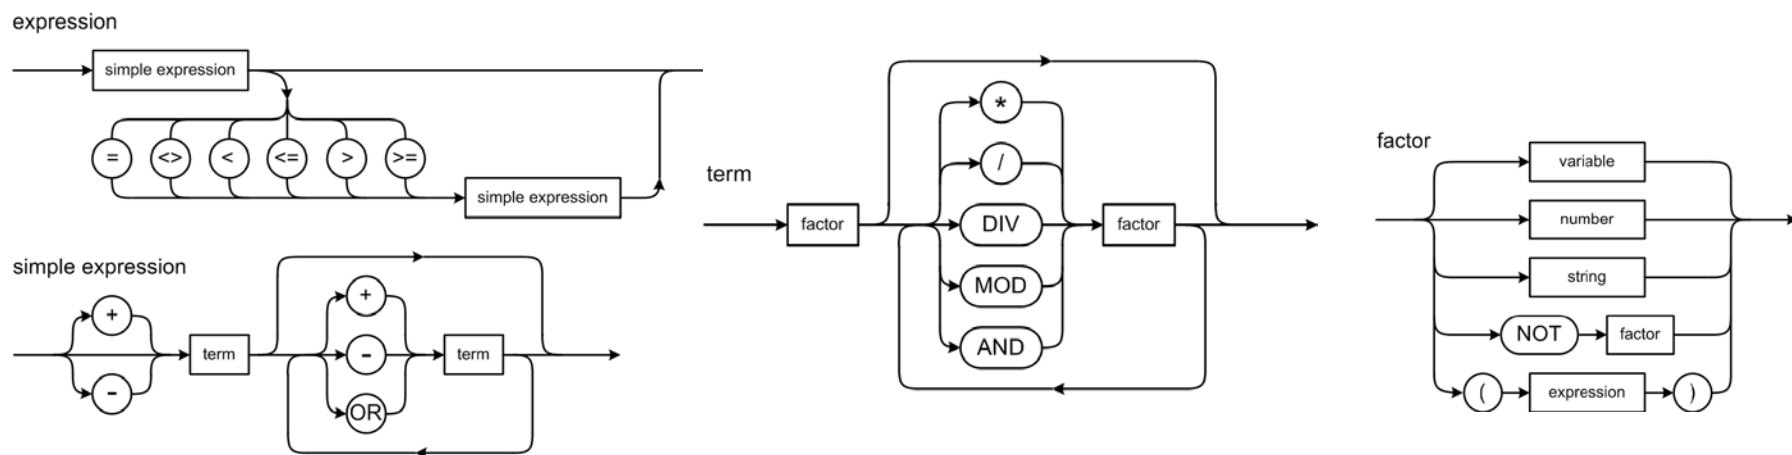 expression
simple expression
= <> < <= > >=
simple expression
simple expression
+
term
-
+
-
OR
term
term
factor
*
/
DIV
MOD
AND
factor
factor
variable
number
string
NOT factor
( expression )